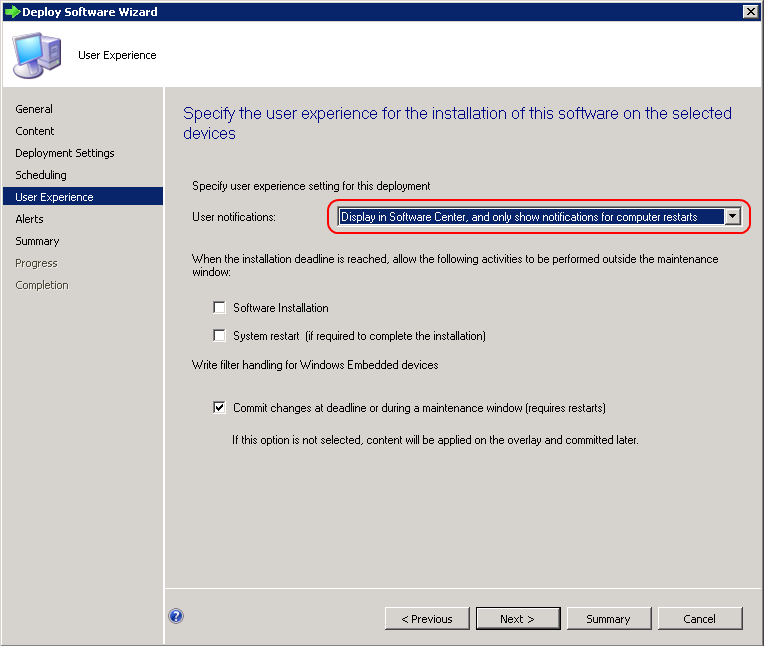 Deploy Software Wizard
User Experience
General
Content
Deployment Settings
Scheduling
User Experience
Alerts
Summary
Progress
Completion
Specify the user experience for the installation of this software on the selected
devices
Specify user experience setting for this deployment
User notifications:
Display in Software Center, and only show notifications for computer restarts
When the installation deadline is reached, allow the following activities to be performed outside the maintenance
window:
Software Installation
System restart (if required to complete the installation)
Write filter handling for Windows Embedded devices
Commit changes at deadline or during a maintenance window (requires restarts)
If this option is not selected, content will be applied on the overlay and committed later.
?
< Previous
Next >
Summary
Cancel